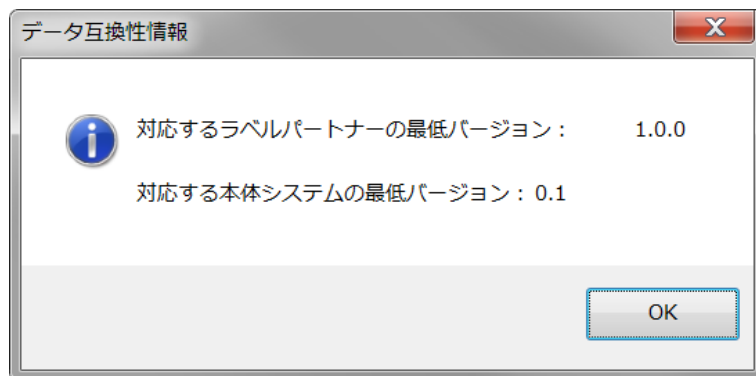 データ互換性情報
対応するラベルパートナーの最低バージョン： 1.0.0
対応する本体システムの最低バージョン：0.1
OK